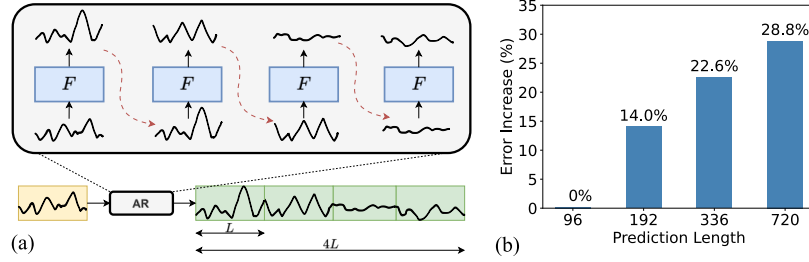 F F F F
AR
L
4L
(a)
Error Increase (%)
35
30
25
20
15
10
5
0
0%
14.0%
22.6%
28.8%
96 192 336 720
Prediction Length
(b)